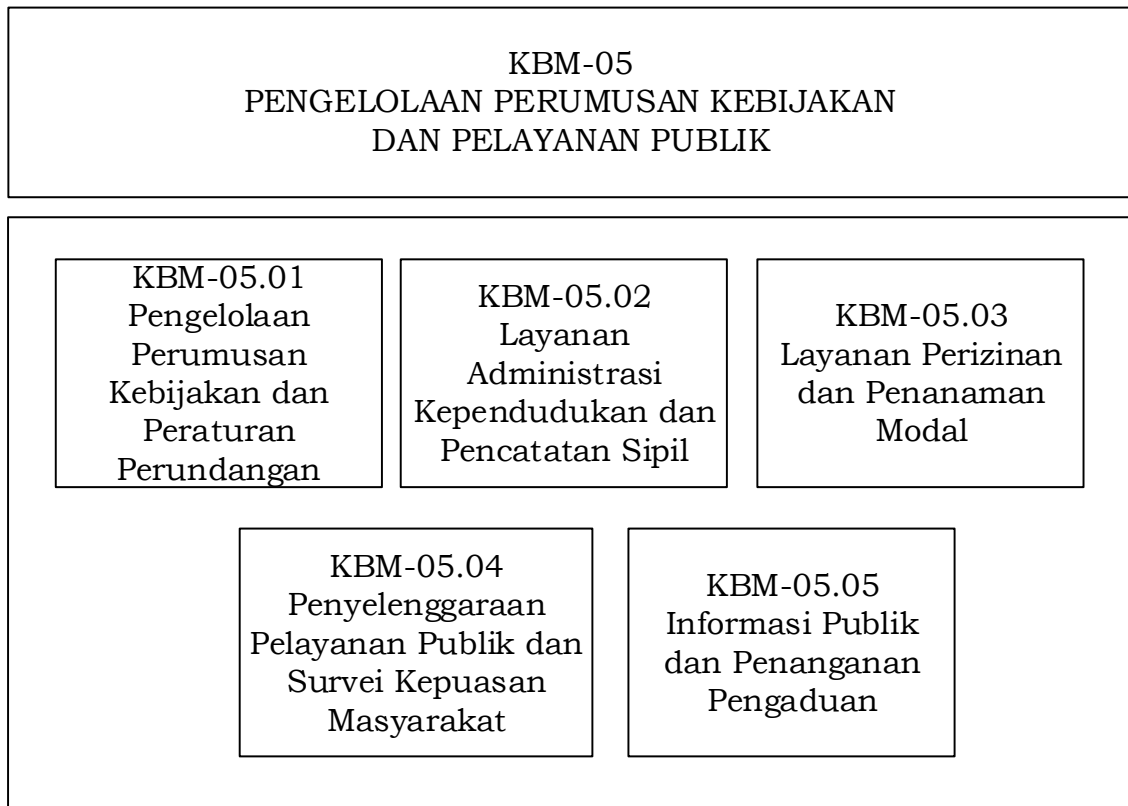 KBM-05
PENGELOLAAN PERUMUSAN KEBIJAKAN
DAN PELAYANAN PUBLIK
KBM-05.01
Pengelolaan
Perumusan
Kebijakan dan
Peraturan
Perundangan
KBM-05.02
Layanan
Administrasi
Kependudukan dan
Pencatatan Sipil
KBM-05.03
Layanan Perizinan
dan Penanaman
Modal
KBM-05.04
Penyelenggaraan
Pelayanan Publik dan
Survei Kepuasan
Masyarakat
KBM-05.05
Informasi Publik
dan Penanganan
Pengaduan